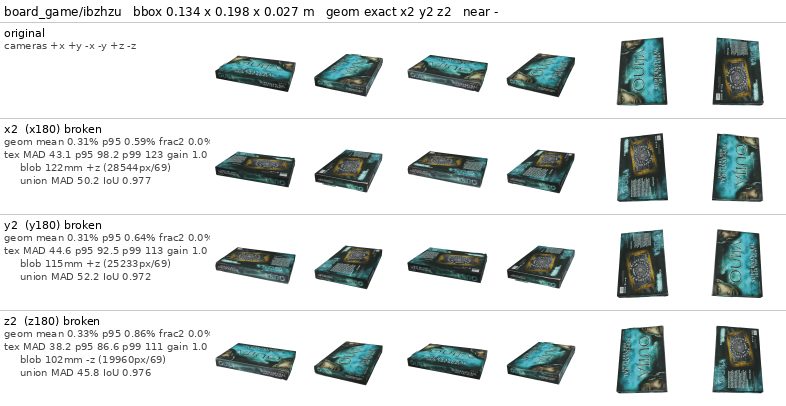 board_game/ibzhzu   bbox 0.134 x 0.198 x 0.027 m   geom exact x2 y2 z2   near -
original
cameras +x +y -x -y +z -z
x2  (x180) broken
geom mean 0.31% p95 0.59% frac2 0.0%
tex MAD 43.1 p95 98.2 p99 123 gain 1.0
blob 122mm +z (28544px/69)
union MAD 50.2 IoU 0.977
y2  (y180) broken
geom mean 0.31% p95 0.64% frac2 0.0%
tex MAD 44.6 p95 92.5 p99 113 gain 1.0
blob 115mm +z (25233px/69)
union MAD 52.2 IoU 0.972
z2  (z180) broken
geom mean 0.33% p95 0.86% frac2 0.0%
tex MAD 38.2 p95 86.6 p99 111 gain 1.0
blob 102mm -z (19960px/69)
union MAD 45.8 IoU 0.976